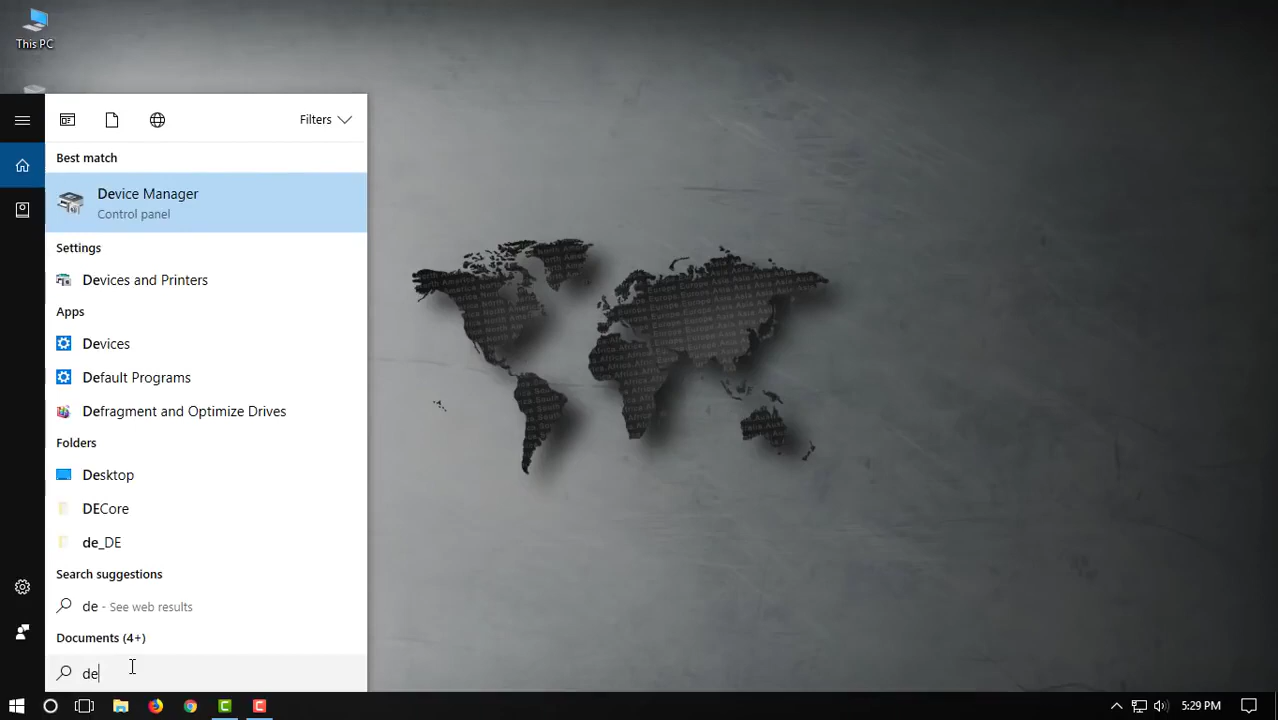 This PC
Filters
Best match
Device Manager
Control panel
Settings
Devices and Printers
Apps
Devices
Default Programs
Defragment and Optimize Drives
Folders
Desktop
DECore
de_DE
Search suggestions
de - See web results
Documents (4+)
de
5:29 PM